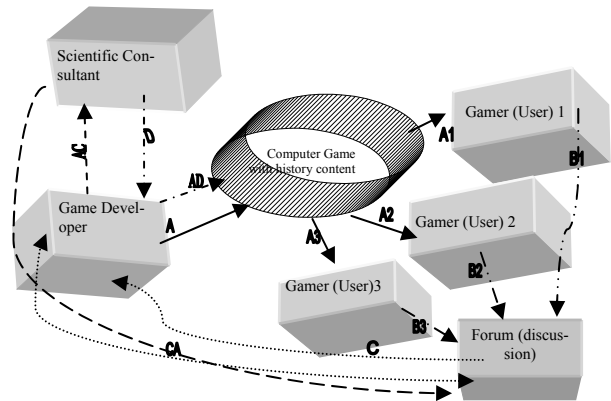 Scientific Con-
sultant
Gamer (User) 1
A1
B1
AC
D
Computer Game
with history content
AD
Game Devel-
oper
A
A2
A3
Gamer (User) 2
B2
Gamer (User)3
B3
Forum (discus-
sion)
C
CA